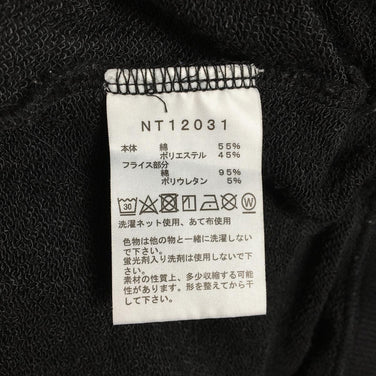 NT12031
本体 綿 55%
ポリエステル 45%
フライス部分
綿 95%
ポリウレタン 5%
30 W
洗濯ネット使用、あて布使用
色物は他の物と一緒に洗濯しない
で下さい。
蛍光剤入り洗剤は使用しないで下
さい。
素材の性質上、多少収縮する可能
性が有ります。形を整えてから干
して下さい。